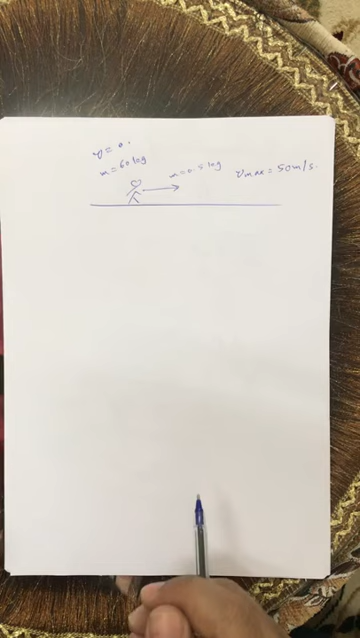 v = 0.
m = 60 kg
m = 0.5 kg
vmax = 50 m/s.